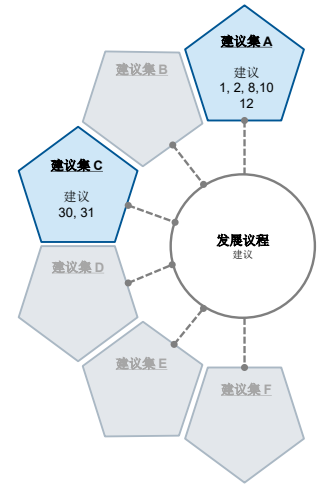 建议集 A
建议
1, 2, 8,10
12
建议集 B
建议集 C
建议
30, 31
发展议程
建议
建议集 D
建议集 E
建议集 F